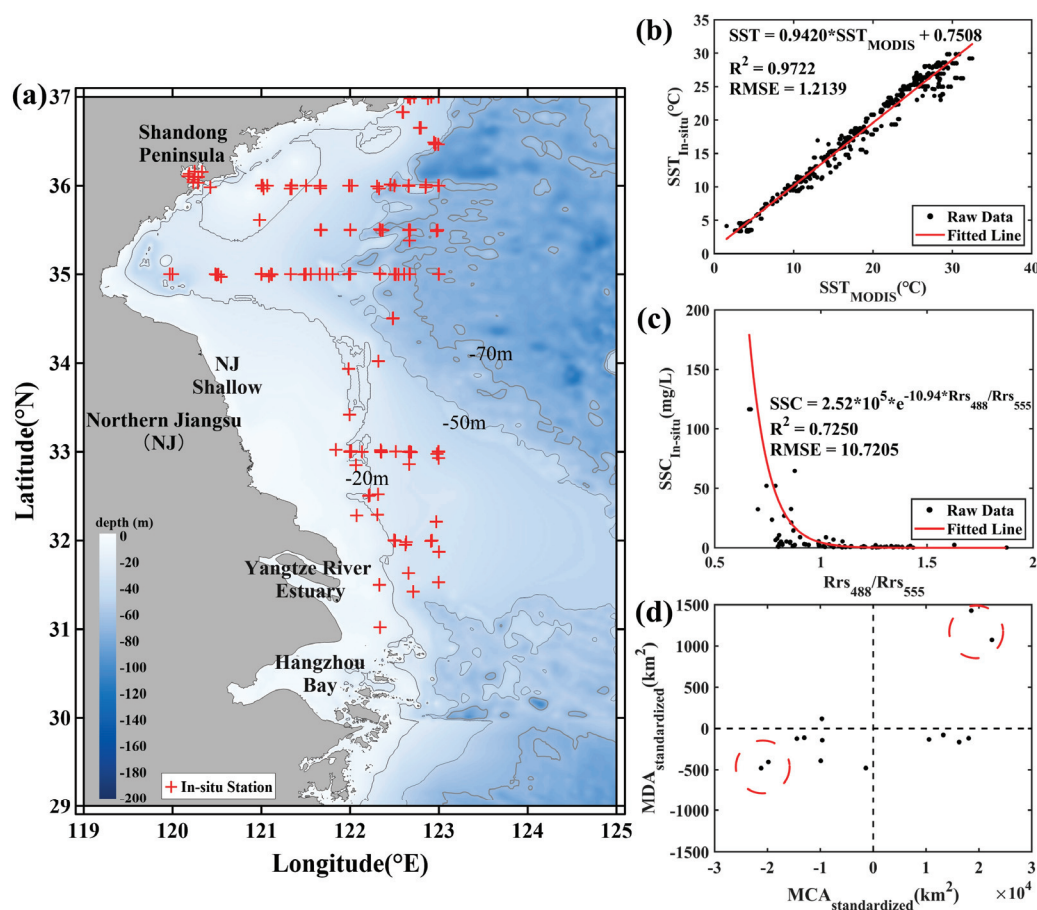 (a)
37
36
35
34
33
32
31
30
29
Latitude(°N)
Shandong
Peninsula
NJ
Shallow
Northern Jiangsu
（NJ）
-70m
-50m
-20m
Yangtze River
Estuary
Hangzhou
Bay
depth (m)
0
-20
-40
-60
-80
-100
-120
-140
-160
-180
-200
In-situ Station
119
120
121
122
123
124
125
Longitude(°E)
(b)
SST = 0.9420*SST_MODIS + 0.7508
R² = 0.9722
RMSE = 1.2139
35
30
25
20
15
10
5
0
SST_In-situ(°C)
Raw Data
Fitted Line
0
10
20
30
40
SST_MODIS(°C)
(c)
200
150
100
50
0
SSC_In-situ(mg/L)
SSC = 2.52*10⁵*e^-10.94*Rrs₄₈₈/Rrs₅₅₅
R² = 0.7250
RMSE = 10.7205
Raw Data
Fitted Line
0.5
1
1.5
2
Rrs₄₈₈/Rrs₅₅₅
(d)
1500
1000
500
0
-500
-1000
-1500
MDA_standardized(km²)
-3
-2
-1
0
1
2
3
MCA_standardized(km²)
×10⁴